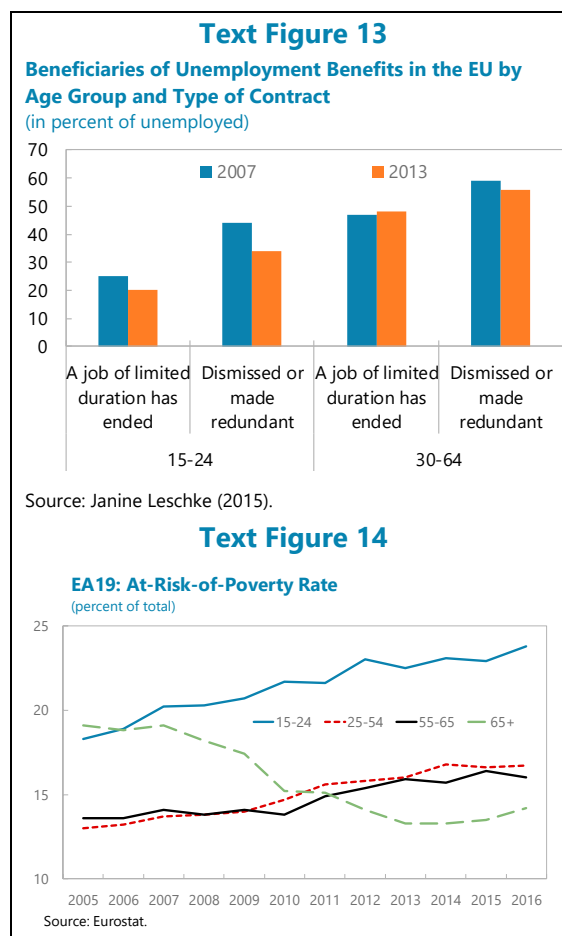 Text Figure 13
Beneficiaries of Unemployment Benefits in the EU by
Age Group and Type of Contract
(in percent of unemployed)
70
60
50
40
30
20
10
0
2007 2013
A job of limited duration has ended
Dismissed or made redundant
A job of limited duration has ended
Dismissed or made redundant
15-24 30-64
Source: Janine Leschke (2015).
Text Figure 14
EA19: At-Risk-of-Poverty Rate
(percent of total)
25
20
15
10
15-24 25-54 55-65 65+
2005 2006 2007 2008 2009 2010 2011 2012 2013 2014 2015 2016
Source: Eurostat.